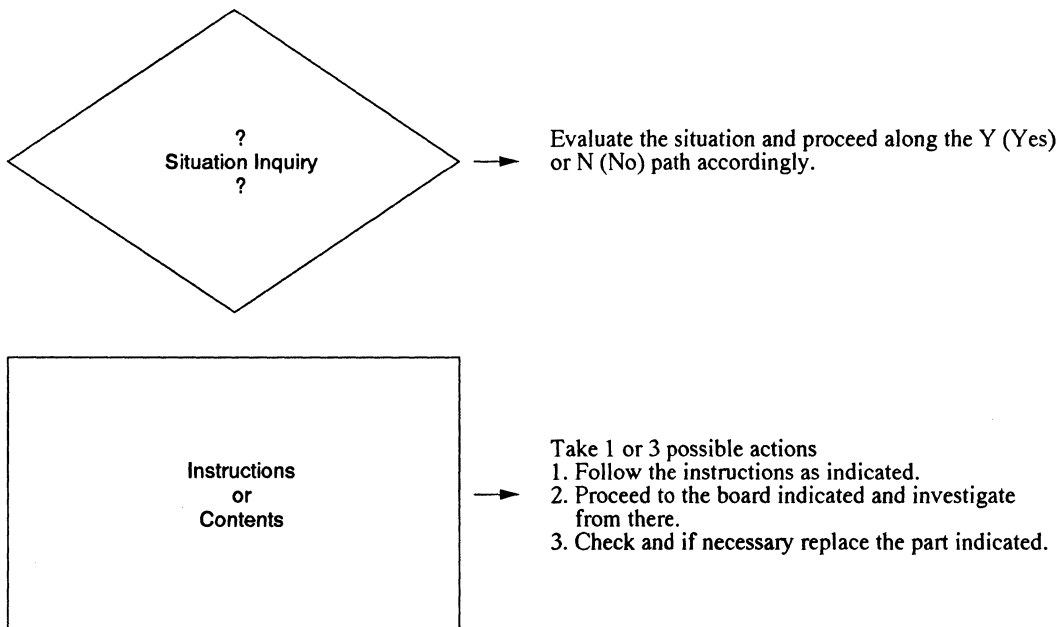 ?
Situation Inquiry
?
Evaluate the situation and proceed along the Y (Yes)
or N (No) path accordingly.
Instructions
or
Contents
Take 1 or 3 possible actions
1. Follow the instructions as indicated.
2. Proceed to the board indicated and investigate
from there.
3. Check and if necessary replace the part indicated.